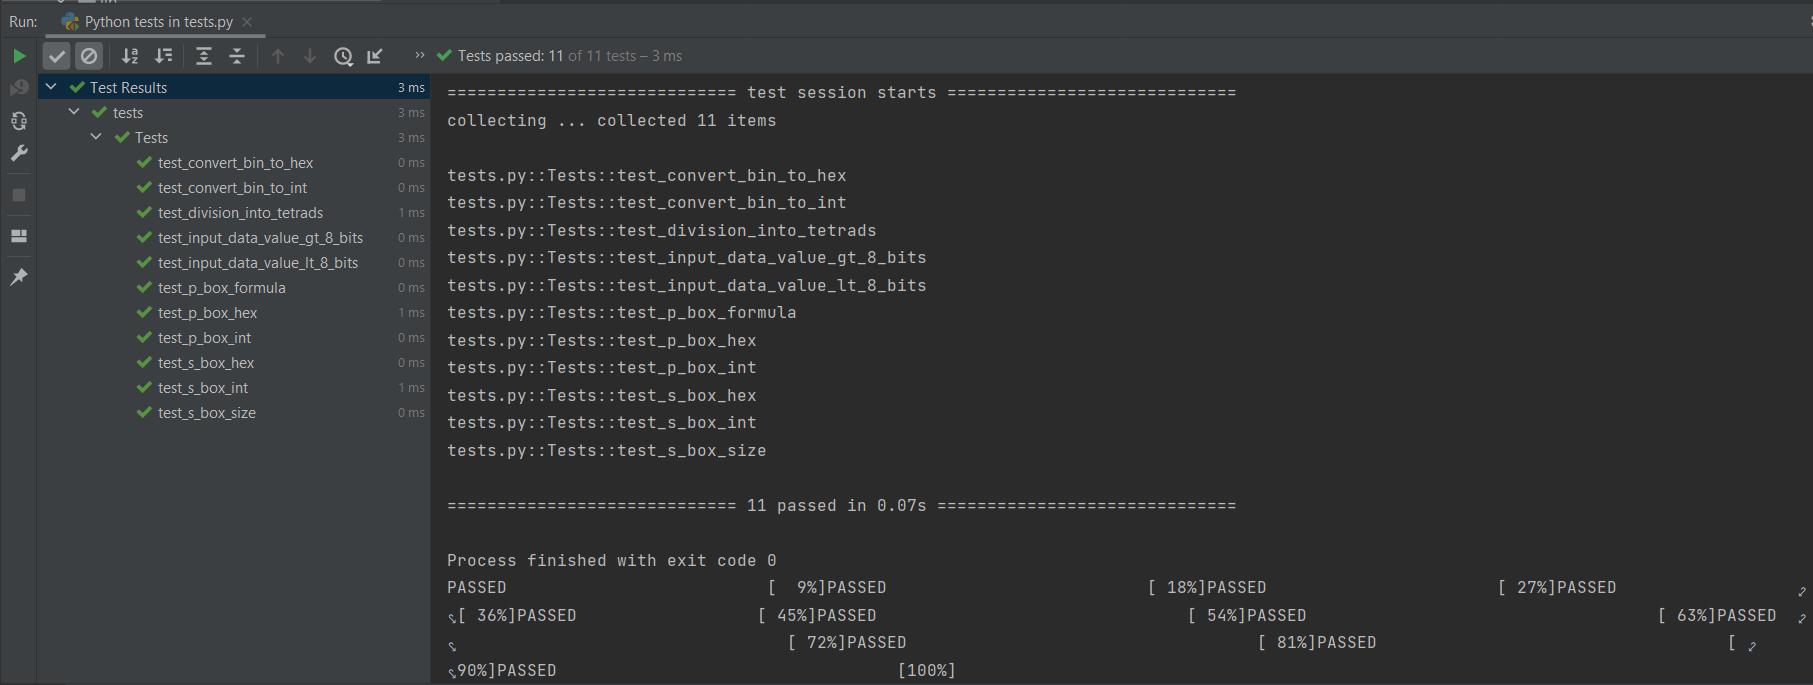 Run: Python tests in tests.py
Tests passed: 11 of 11 tests – 3 ms
Test Results 3 ms
tests 3 ms
Tests 3 ms
test_convert_bin_to_hex 0 ms
test_convert_bin_to_int 0 ms
test_division_into_tetrads 1 ms
test_input_data_value_gt_8_bits 0 ms
test_input_data_value_lt_8_bits 0 ms
test_p_box_formula 0 ms
test_p_box_hex 1 ms
test_p_box_int 0 ms
test_s_box_hex 0 ms
test_s_box_int 1 ms
test_s_box_size 0 ms
============================= test session starts =============================
collecting ... collected 11 items
tests.py::Tests::test_convert_bin_to_hex
tests.py::Tests::test_convert_bin_to_int
tests.py::Tests::test_division_into_tetrads
tests.py::Tests::test_input_data_value_gt_8_bits
tests.py::Tests::test_input_data_value_lt_8_bits
tests.py::Tests::test_p_box_formula
tests.py::Tests::test_p_box_hex
tests.py::Tests::test_p_box_int
tests.py::Tests::test_s_box_hex
tests.py::Tests::test_s_box_int
tests.py::Tests::test_s_box_size
============================= 11 passed in 0.07s ==============================
Process finished with exit code 0
PASSED [ 9%]PASSED [ 18%]PASSED [ 27%]PASSED
[ 36%]PASSED [ 45%]PASSED [ 54%]PASSED [ 63%]PASSED
[ 72%]PASSED [ 81%]PASSED [
90%]PASSED [100%]